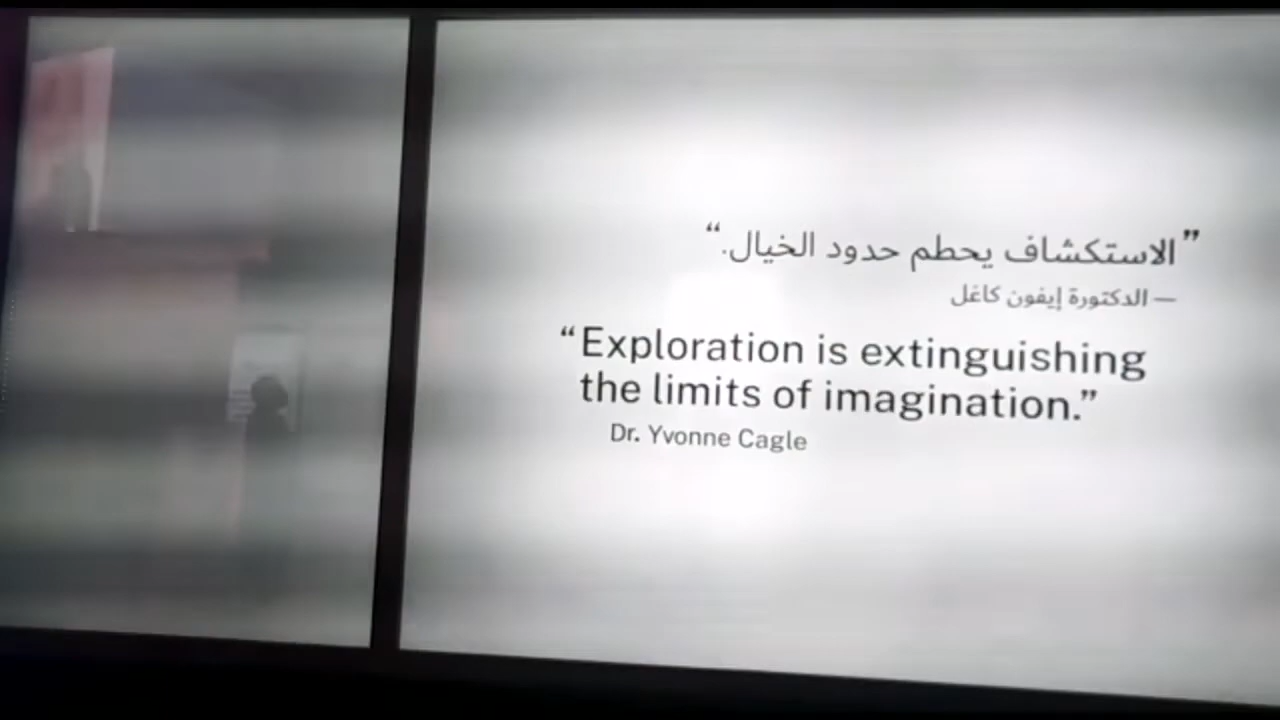 ”الاستكشاف يحطم حدود الخيال.“
— الدكتورة إيفون كاغل
“Exploration is extinguishing
the limits of imagination.”
Dr. Yvonne Cagle